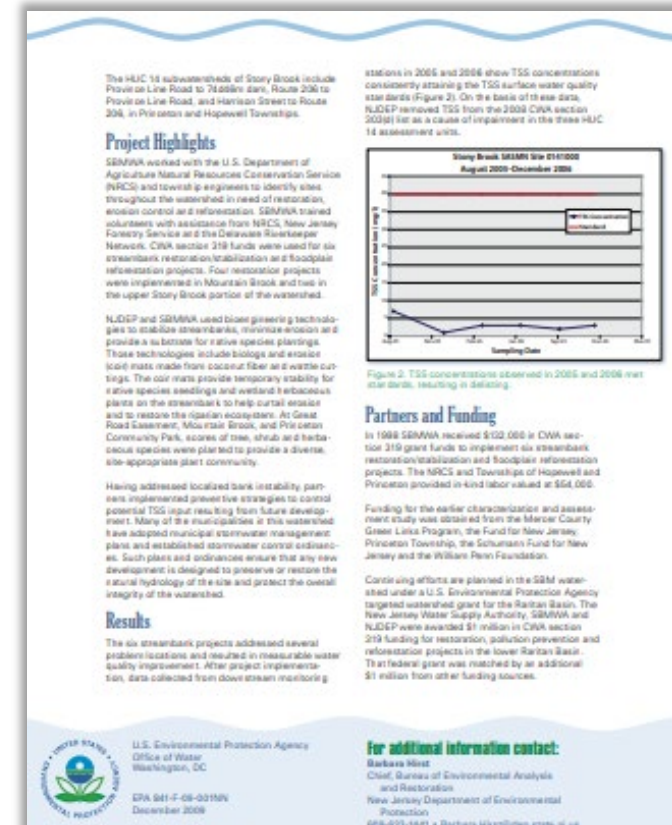 The HUC 14 subwatersheds of Stony Brook include
Province Line Road to 74d46m dam, Route 206 to
Province Line Road, and Harrison Street to Route
206, in Princeton and Hopewell Townships.
Project Highlights
SBMWA worked with the U.S. Department of
Agriculture Natural Resources Conservation Service
(NRCS) and township engineers to identify sites
throughout the watershed in need of restoration,
erosion control and reforestation. SBMWA trained
volunteers with assistance from NRCS, New Jersey
Forestry Service and the Delaware Riverkeeper
Network. CWA section 319 funds were used for six
streambank restoration/stabilization and floodplain
reforestation projects. Four restoration projects
were implemented in Mountain Brook and two in
the upper Stony Brook portion of the watershed.
NJDEP and SBMWA used bioengineering technolo-
gies to stabilize streambanks, minimize erosion and
provide a substrate for native species plantings.
Those technologies include biologs and erosion
(coir) mats made from coconut fiber and wattle cut-
tings. The coir mats provide temporary stability for
native species seedlings and wetland herbaceous
plants on the streambank to help curtail erosion
and to restore the riparian ecosystem. At Great
Road Easement, Mountain Brook, and Princeton
Community Park, scores of tree, shrub and herba-
ceous species were planted to provide a diverse,
site-appropriate plant community.
Having addressed localized bank instability, part-
ners implemented preventive strategies to control
potential TSS input resulting from future develop-
ment. Many of the municipalities in this watershed
have adopted municipal stormwater management
plans and established stormwater control ordinanc-
es. Such plans and ordinances ensure that any new
development is designed to preserve or restore the
natural hydrology of the site and protect the overall
integrity of the watershed.
Results
The six streambank projects addressed several
problem locations and resulted in measurable water
quality improvement. After project implementa-
tion, data collected from downstream monitoring
stations in 2005 and 2006 show TSS concentrations
consistently attaining the TSS surface water quality
standards (Figure 2). On the basis of these data,
NJDEP removed TSS from the 2008 CWA section
303(d) list as a cause of impairment in the three HUC
14 assessment units.
Stony Brook SASMN Site 0141000
August 2005-December 2006
TSS Concentration (mg/l)
TSS Concentration
Standard
Sampling Date
Figure 2. TSS concentrations observed in 2005 and 2006 met
standards, resulting in delisting.
Partners and Funding
In 1998 SBMWA received $132,000 in CWA sec-
tion 319 grant funds to implement six streambank
restoration/stabilization and floodplain reforestation
projects. The NRCS and Townships of Hopewell and
Princeton provided in-kind labor valued at $54,000.
Funding for the earlier characterization and assess-
ment study was obtained from the Mercer County
Green Links Program, the Fund for New Jersey,
Princeton Township, the Schumann Fund for New
Jersey and the William Penn Foundation.
Continuing efforts are planned in the SBM water-
shed under a U.S. Environmental Protection Agency
targeted watershed grant for the Raritan Basin. The
New Jersey Water Supply Authority, SBMWA and
NJDEP were awarded $1 million in CWA section
319 funding for restoration, pollution prevention and
reforestation projects in the lower Raritan Basin.
That federal grant was matched by an additional
$1 million from other funding sources.
UNITED STATES
ENVIRONMENTAL PROTECTION
U.S. Environmental Protection Agency
Office of Water
Washington, DC
EPA 841-F-09-001NN
December 2009
For additional information contact:
Barbara Hirst
Chief, Bureau of Environmental Analysis
and Restoration
New Jersey Department of Environmental
Protection